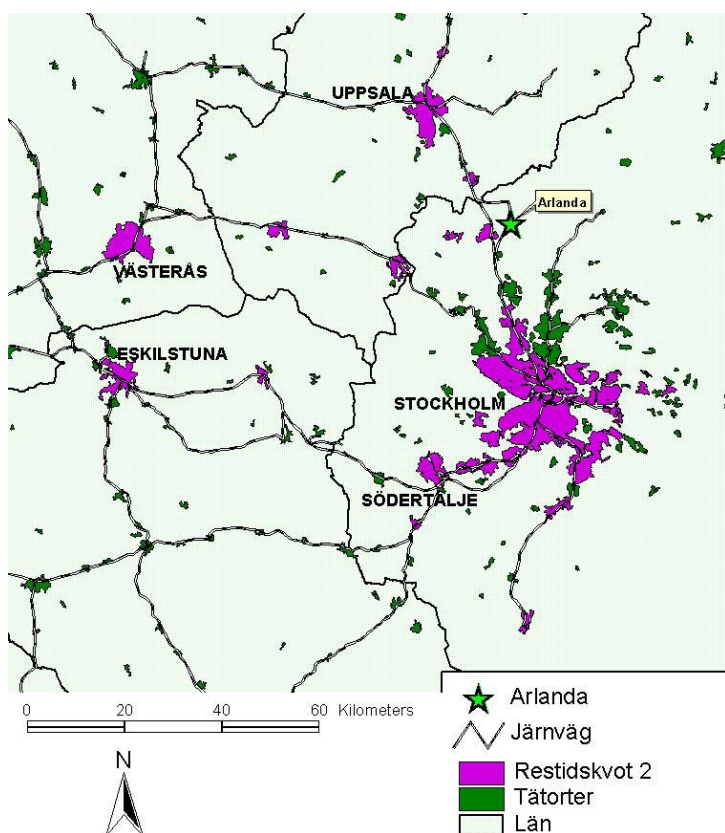 UPPSALA
Arlanda
VÄSTERÅS
ESKILSTUNA
STOCKHOLM
SÖDERTÄLJE
0 20 40 60 Kilometers
N
Arlanda
Järnväg
Restidskvot 2
Tätorter
Län